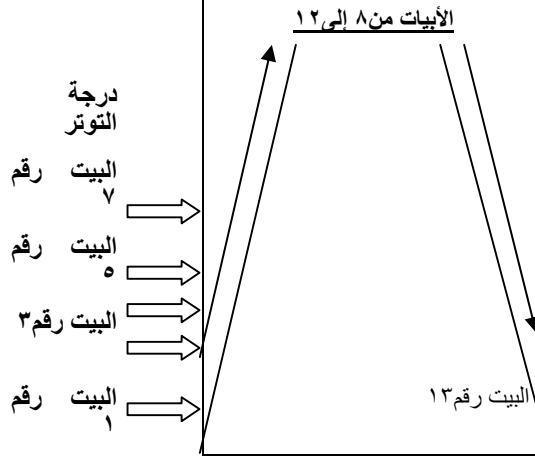 الأبيات من٨ إلى١٢
درجة
التوتر
البيت رقم
٧
البيت رقم
٥
البيت رقم٣
البيت رقم
١
البيت رقم١٣